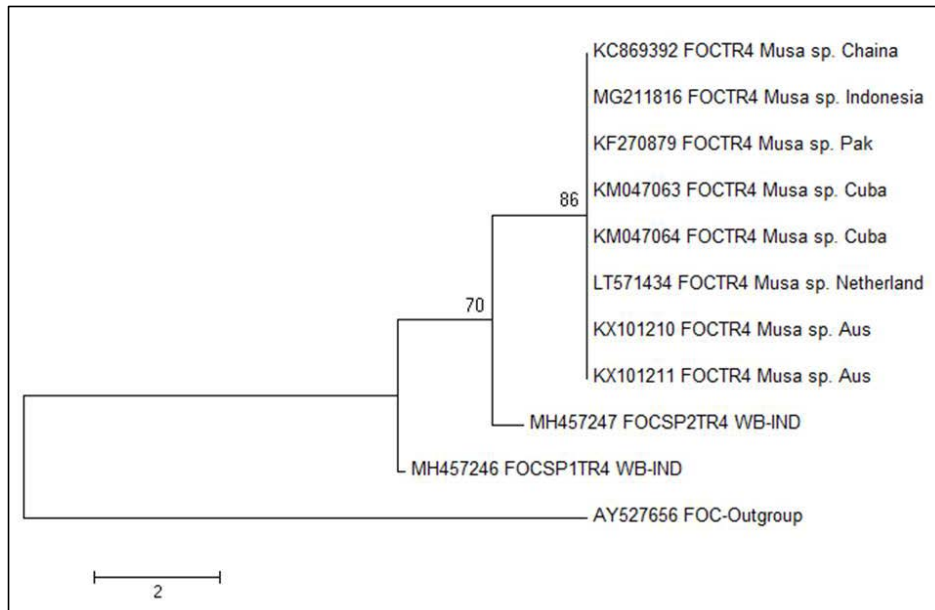 KC869392 FOCTR4 Musa sp. Chaina
MG211816 FOCTR4 Musa sp. Indonesia
KF270879 FOCTR4 Musa sp. Pak
86
KM047063 FOCTR4 Musa sp. Cuba
KM047064 FOCTR4 Musa sp. Cuba
LT571434 FOCTR4 Musa sp. Netherland
70
KX101210 FOCTR4 Musa sp. Aus
KX101211 FOCTR4 Musa sp. Aus
MH457247 FOCSP2TR4 WB-IND
MH457246 FOCSP1TR4 WB-IND
AY527656 FOC-Outgroup
2